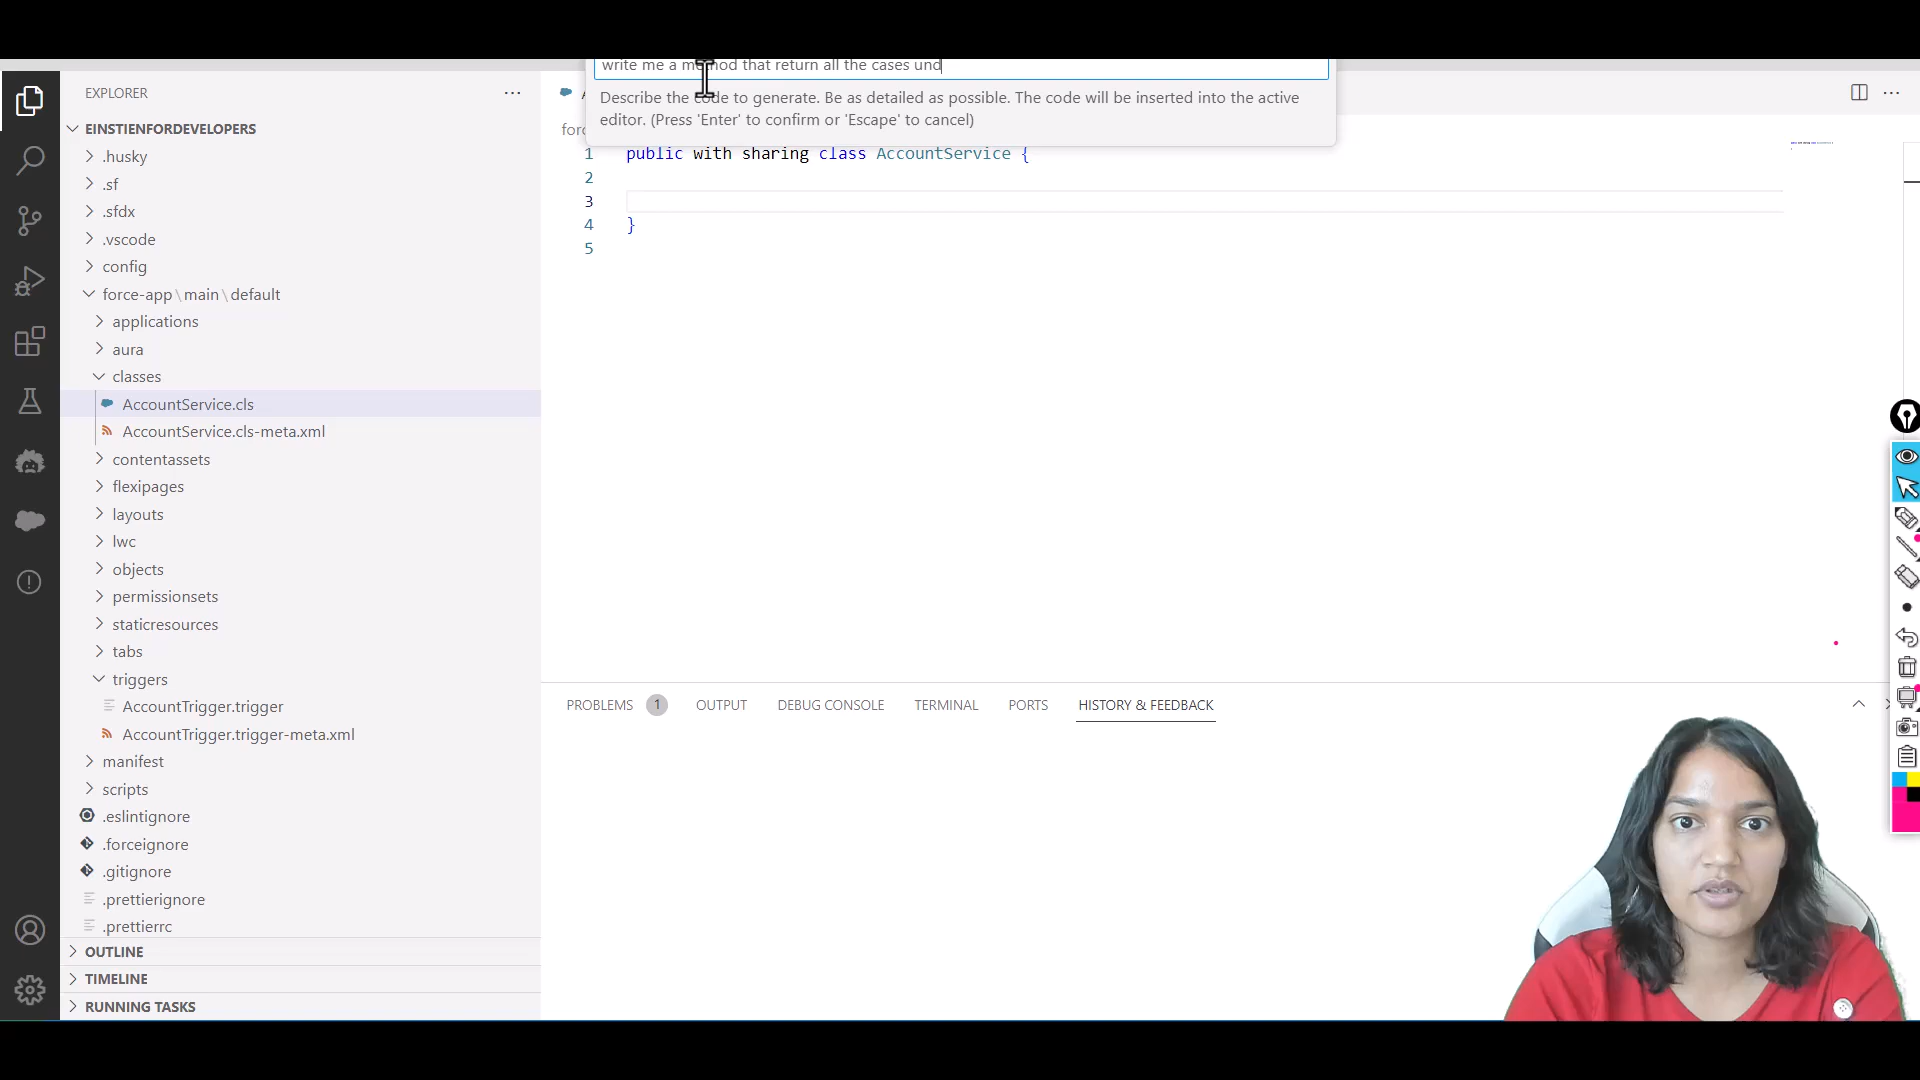 write me a method that return all the cases und
Describe the code to generate. Be as detailed as possible. The code will be inserted into the active
editor. (Press 'Enter' to confirm or 'Escape' to cancel)
EXPLORER
EINSTIENFORDEVELOPERS
.husky
.sf
.sfdx
.vscode
config
force-app\main\default
applications
aura
classes
AccountService.cls
AccountService.cls-meta.xml
contentassets
flexipages
layouts
lwc
objects
permissionsets
staticresources
tabs
triggers
AccountTrigger.trigger
AccountTrigger.trigger-meta.xml
manifest
scripts
.eslintignore
.forceignore
.gitignore
.prettierignore
.prettierrc
OUTLINE
TIMELINE
RUNNING TASKS
1 public with sharing class AccountService {
2
3
4 }
5
PROBLEMS 1 OUTPUT DEBUG CONSOLE TERMINAL PORTS HISTORY & FEEDBACK